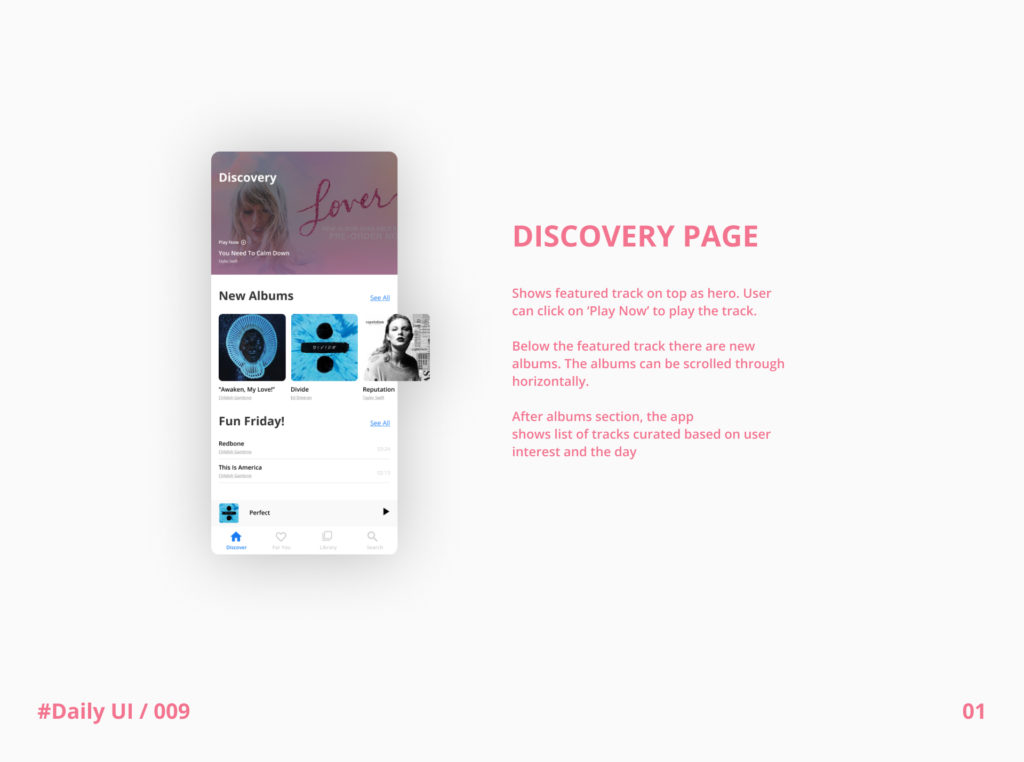 Discovery
Lover
PRE-ORDER NO
Play Now
You Need To Calm Down
Taylor Swift
New Albums
See All
reputation
DIVIDE
"Awaken, My Love!"
Divide
Reputation
Childish Gambino
Ed Sheeran
Taylor Swift
Fun Friday!
See All
Redbone
Childish Gambino
This is America
Childish Gambino
Perfect
Discover
For You
Library
Search
DISCOVERY PAGE
Shows featured track on top as hero. User
can click on ‘Play Now’ to play the track.
Below the featured track there are new
albums. The albums can be scrolled through
horizontally.
After albums section, the app
shows list of tracks curated based on user
interest and the day
#Daily UI / 009
01